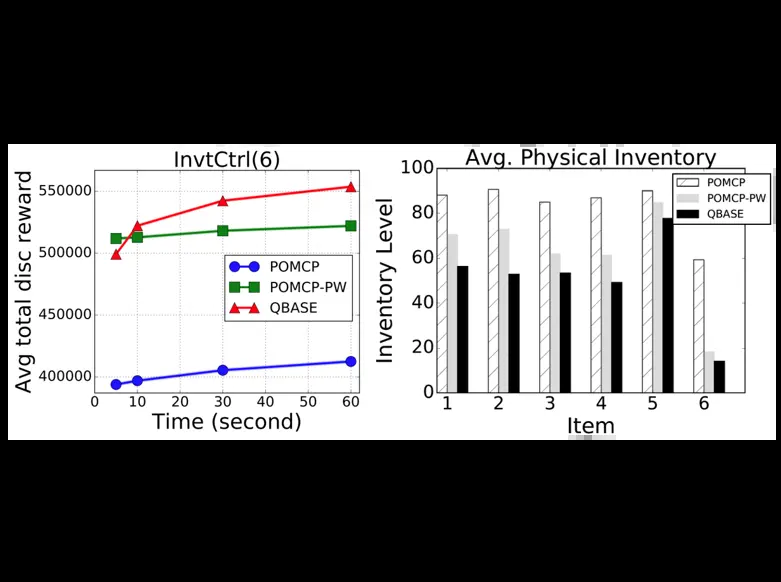 InvtCtrl(6)
Avg total disc reward
550000
500000
450000
400000
0 10 20 30 40 50 60
Time (second)
POMCP
POMCP-PW
QBASE
Avg. Physical Inventory
Inventory Level
100
80
60
40
20
0
1 2 3 4 5 6
Item
POMCP
POMCP-PW
QBASE